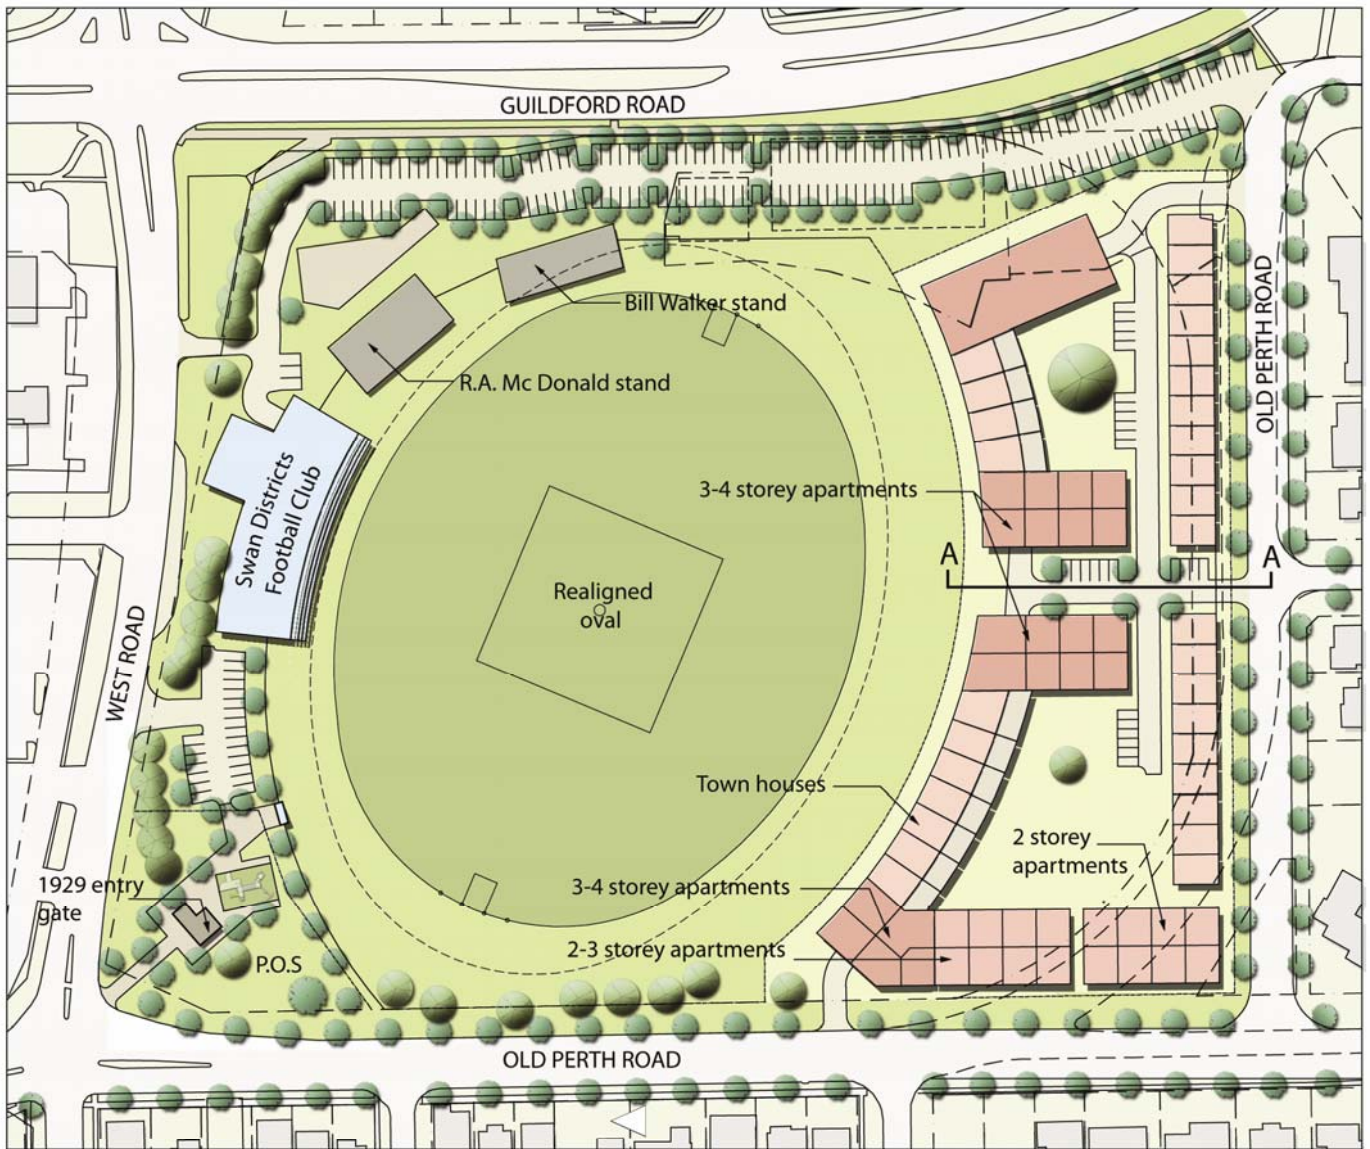 GUILDFORD ROAD
Bill Walker stand
R.A. Mc Donald stand
OLD PERTH ROAD
Swan Districts
Football Club
3-4 storey apartments
A
A
Realigned
oval
WEST ROAD
Town houses
2 storey
apartments
1929 entry
gate
3-4 storey apartments
2-3 storey apartments
P.O.S
OLD PERTH ROAD